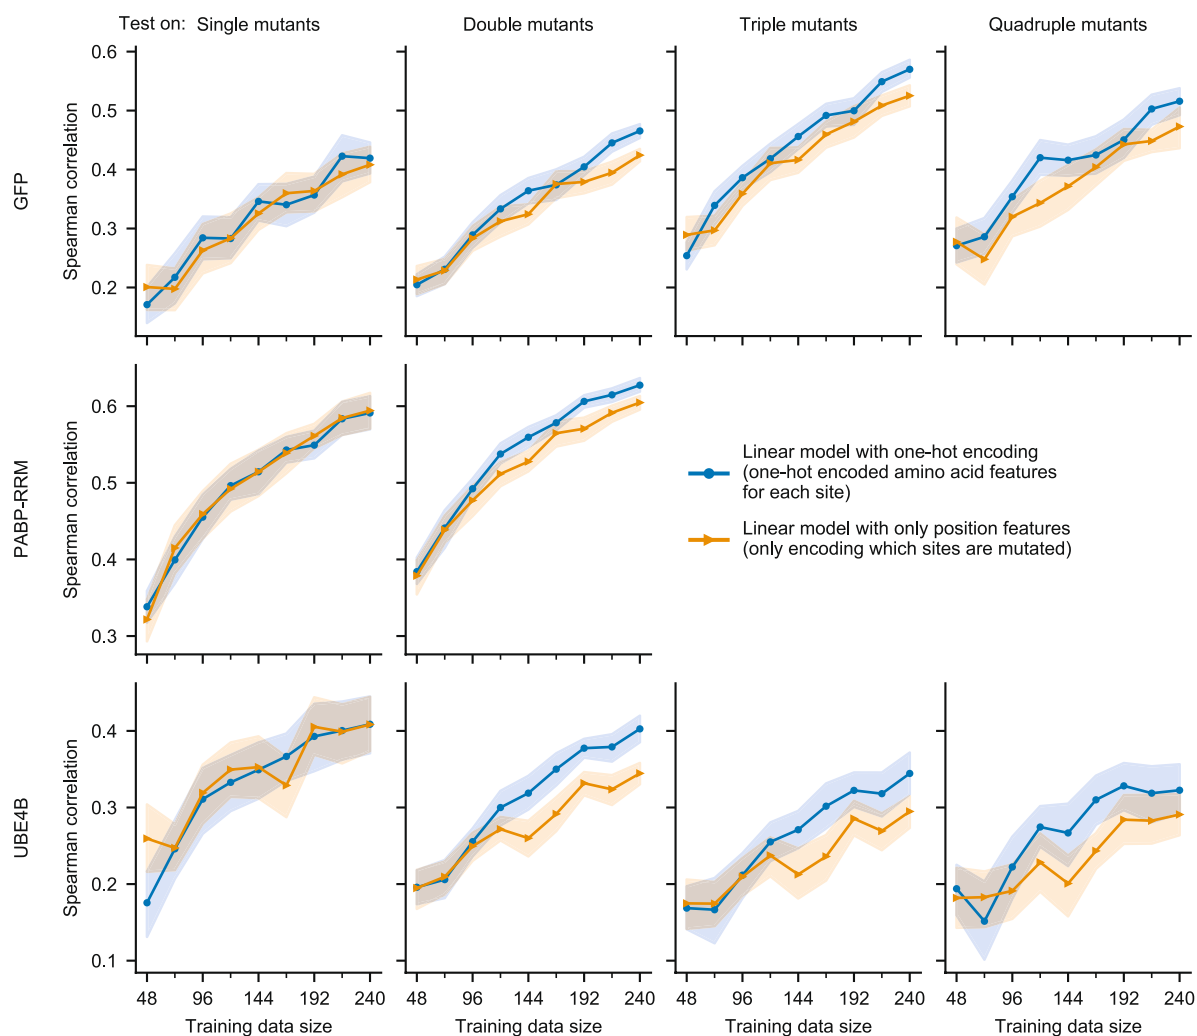 Test on: Single mutants Double mutants Triple mutants Quadruple mutants
GFP
Spearman correlation
0.6
0.5
0.4
0.3
0.2
PABP-RRM
Spearman correlation
0.6
0.5
0.4
0.3
Linear model with one-hot encoding
(one-hot encoded amino acid features
for each site)
Linear model with only position features
(only encoding which sites are mutated)
UBE4B
Spearman correlation
0.4
0.3
0.2
0.1
48 96 144 192 240 48 96 144 192 240 48 96 144 192 240 48 96 144 192 240
Training data size Training data size Training data size Training data size